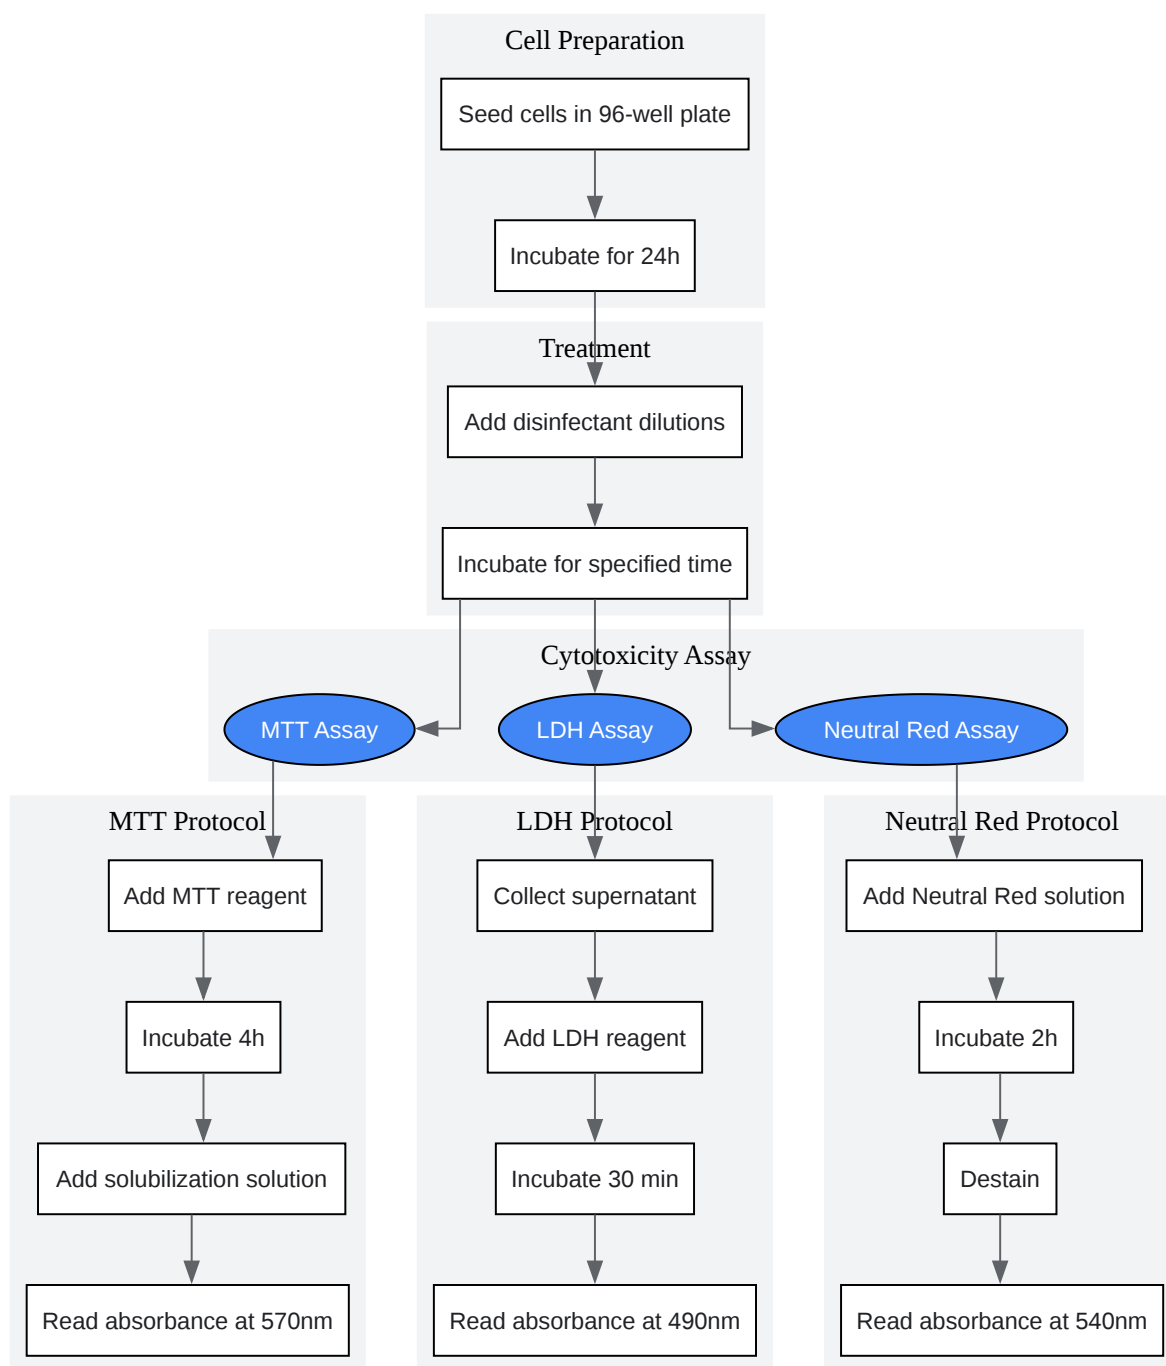 Cell Preparation
Seed cells in 96-well plate
Incubate for 24h
Treatment
Add disinfectant dilutions
Incubate for specified time
Cytotoxicity Assay
MTT Assay
LDH Assay
Neutral Red Assay
MTT Protocol
Add MTT reagent
Incubate 4h
Add solubilization solution
Read absorbance at 570nm
LDH Protocol
Collect supernatant
Add LDH reagent
Incubate 30 min
Read absorbance at 490nm
Neutral Red Protocol
Add Neutral Red solution
Incubate 2h
Destain
Read absorbance at 540nm